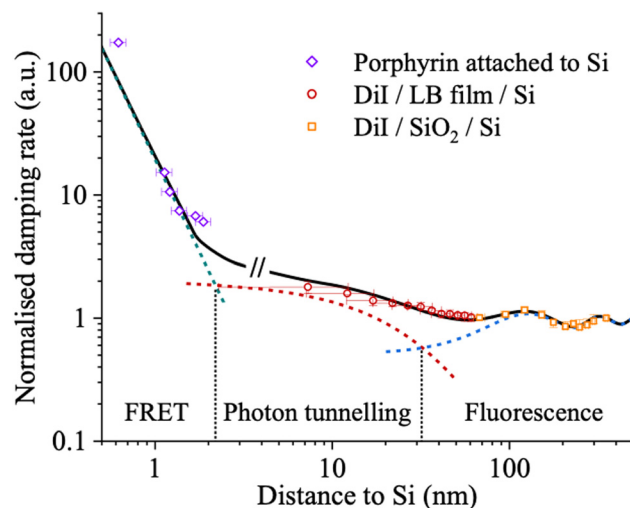 Normalised damping rate (a.u.)
100
10
1
0.1
Porphyrin attached to Si
DiI / LB film / Si
DiI / SiO₂ / Si
//
FRET
Photon tunnelling
Fluorescence
1
10
100
Distance to Si (nm)